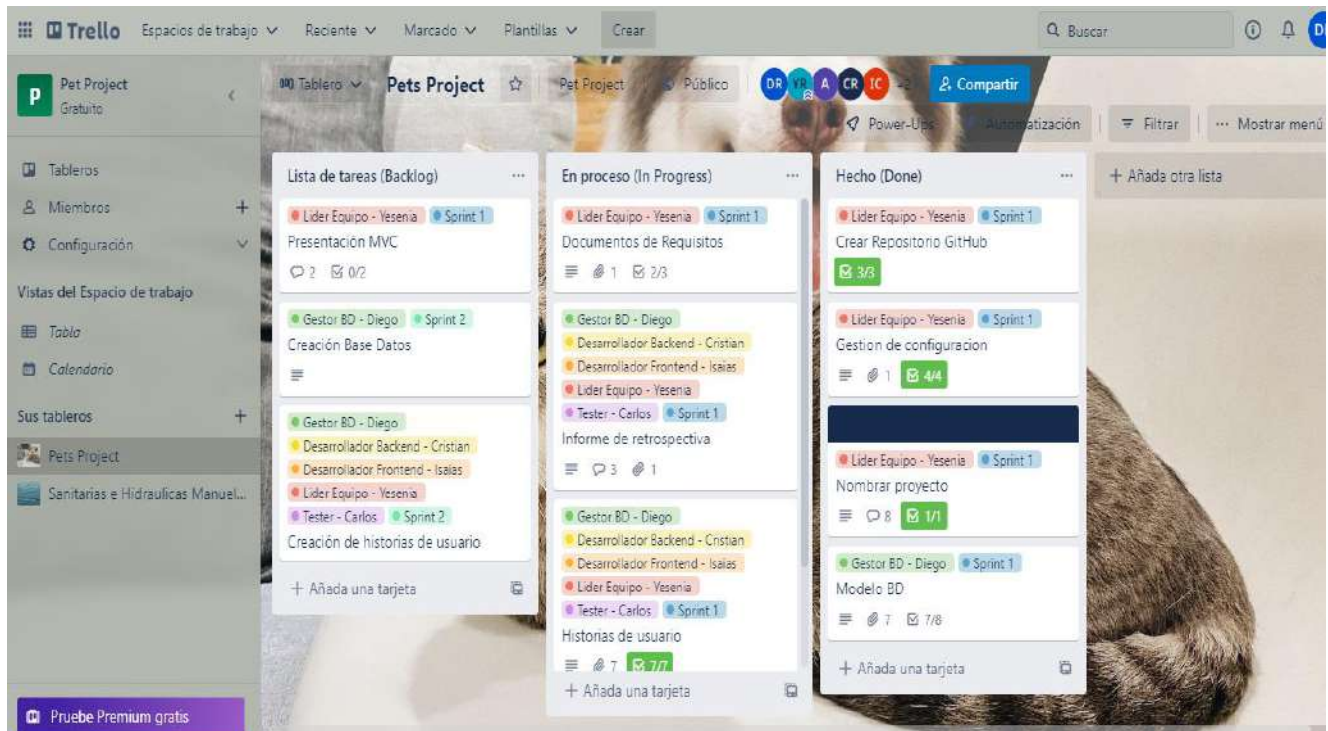 Trello Espacios de trabajo Reciente Marcado Plantillas Crear Buscar
P Pet Project
Gratuito
Tableros
Miembros
Configuración
Vistas del Espacio de trabajo
Tabla
Calendario
Sus tableros
Pets Project
Sanitarias e Hidraulicas Manuel...
Pruebe Premium gratis
Tablero Pets Project Pet Project Público DR YR A CR IC Compartir
Power-Ups Automatización Filtrar Mostrar menú
Lista de tareas (Backlog)
Lider Equipo - Yesenia Sprint 1
Presentación MVC
2 0/2
Gestor BD - Diego Sprint 2
Creación Base Datos
Gestor BD - Diego
Desarrollador Backend - Cristian
Desarrollador Frontend - Isaias
Lider Equipo - Yesenia
Tester - Carlos Sprint 2
Creación de historias de usuario
+ Añada una tarjeta
En proceso (In Progress)
Lider Equipo - Yesenia Sprint 1
Documentos de Requisitos
1 2/3
Gestor BD - Diego
Desarrollador Backend - Cristian
Desarrollador Frontend - Isaias
Lider Equipo - Yesenia
Tester - Carlos Sprint 1
Informe de retrospectiva
3 1
Gestor BD - Diego
Desarrollador Backend - Cristian
Desarrollador Frontend - Isaias
Lider Equipo - Yesenia
Tester - Carlos Sprint 1
Historias de usuario
7 7/7
+ Añada una tarjeta
Hecho (Done)
Lider Equipo - Yesenia Sprint 1
Crear Repositorio GitHub
3/3
Lider Equipo - Yesenia Sprint 1
Gestion de configuracion
1 4/4
Lider Equipo - Yesenia Sprint 1
Nombrar proyecto
8 1/1
Gestor BD - Diego Sprint 1
Modelo BD
7 7/8
+ Añada una tarjeta
+ Añada otra lista